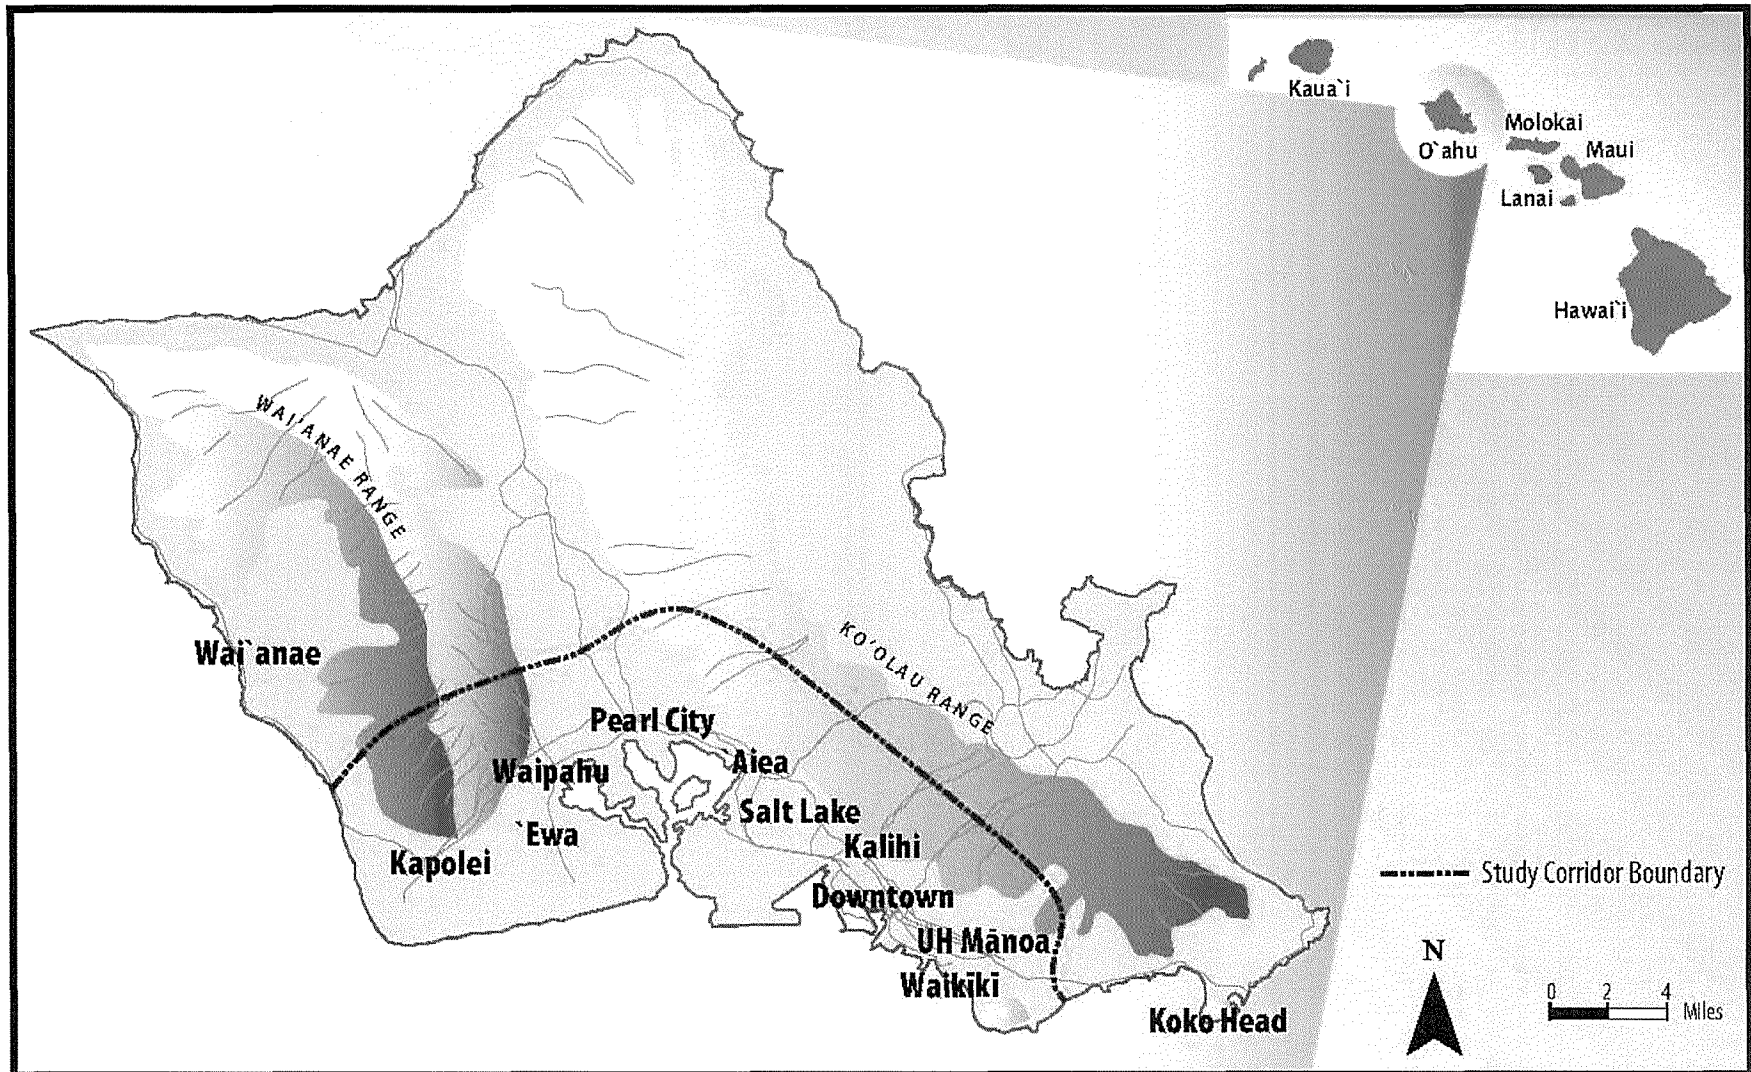 Kaua`i
O`ahu
Molokai
Maui
Lanai
Hawai`i
WAI'ANAE RANGE
KO'OLAU RANGE
Wai`anae
Pearl City
Waipahu
`Aiea
Salt Lake
`Ewa
Kalihi
Kapolei
Downtown
UH Mānoa
Waikīkī
Koko Head
Study Corridor Boundary
N
0 2 4
Miles